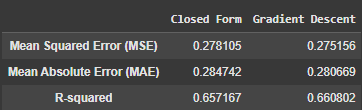 Closed Form Gradient Descent
Mean Squared Error (MSE) 0.278105 0.275156
Mean Absolute Error (MAE) 0.284742 0.280669
R-squared 0.657167 0.660802